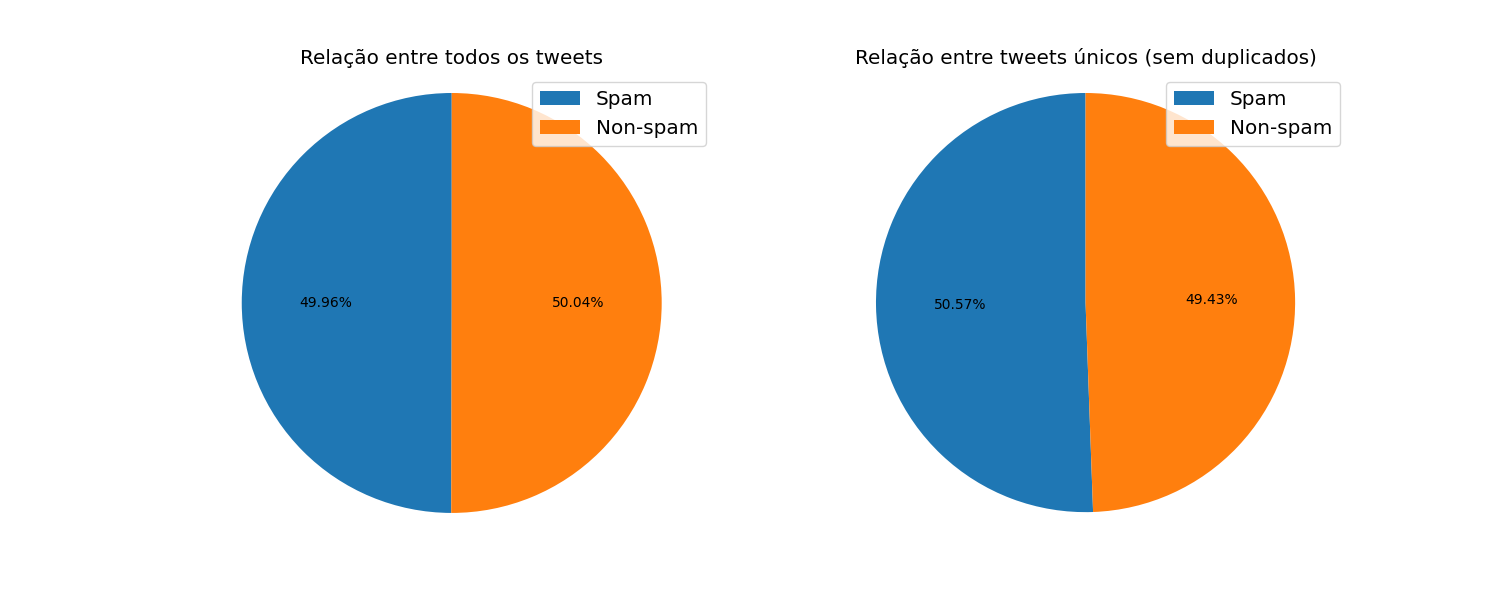 Relação entre todos os tweets
Spam
Non-spam
49.96%
50.04%
Relação entre tweets únicos (sem duplicados)
Spam
Non-spam
50.57%
49.43%